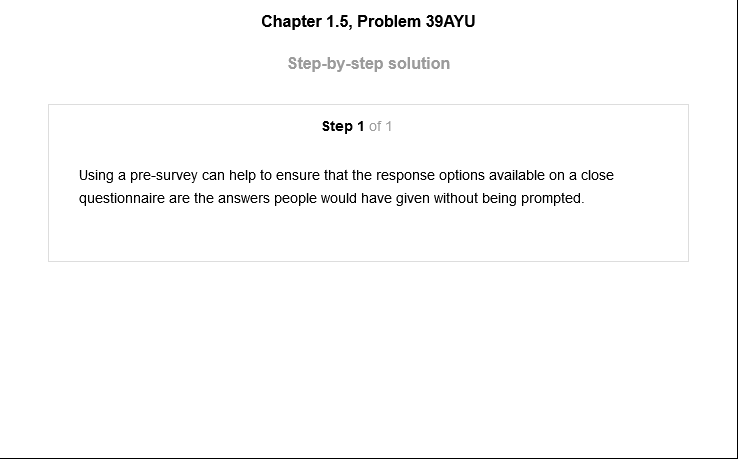 Chapter 1.5, Problem 39AYU
Step-by-step solution
Step 1 of 1
Using a pre-survey can help to ensure that the response options available on a close
questionnaire are the answers people would have given without being prompted.